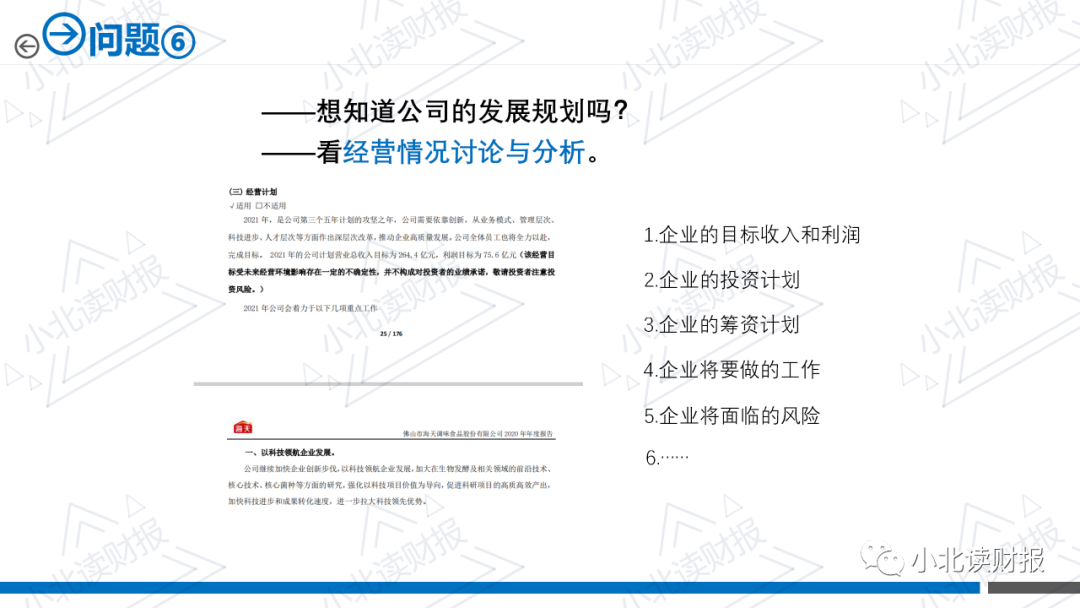 问题⑥
——想知道公司的发展规划吗？
——看经营情况讨论与分析。
(三) 经营计划
√适用 □不适用
2021 年，是公司第三个五年计划的攻坚之年，公司需要依靠创新，从业务模式、管理层次、
科技进步、人才层次等方面作出深层次改革，推动企业高质量发展。公司全体员工也将全力以赴，
完成目标。 2021 年的公司计划营业总收入目标为 264.4 亿元，利润目标为 75.6 亿元（该经营目
标受未来经营环境影响存在一定的不确定性，并不构成对投资者的业绩承诺，敬请投资者注意投
资风险。）
2021 年公司会着力于以下几项重点工作
25 / 176
海天
佛山市海天调味食品股份有限公司 2020 年年度报告
一、以科技领航企业发展。
公司继续加快企业创新步伐，以科技领航企业发展，加大在生物发酵及相关领域的前沿技术、
核心技术、核心菌种等方面的研究，强化以科技项目价值为导向，促进科研项目的高质高效产出，
加快科技进步和成果转化速度，进一步拉大科技领先优势。
1.企业的目标收入和利润
2.企业的投资计划
3.企业的筹资计划
4.企业将要做的工作
5.企业将面临的风险
6.……
小北读财报